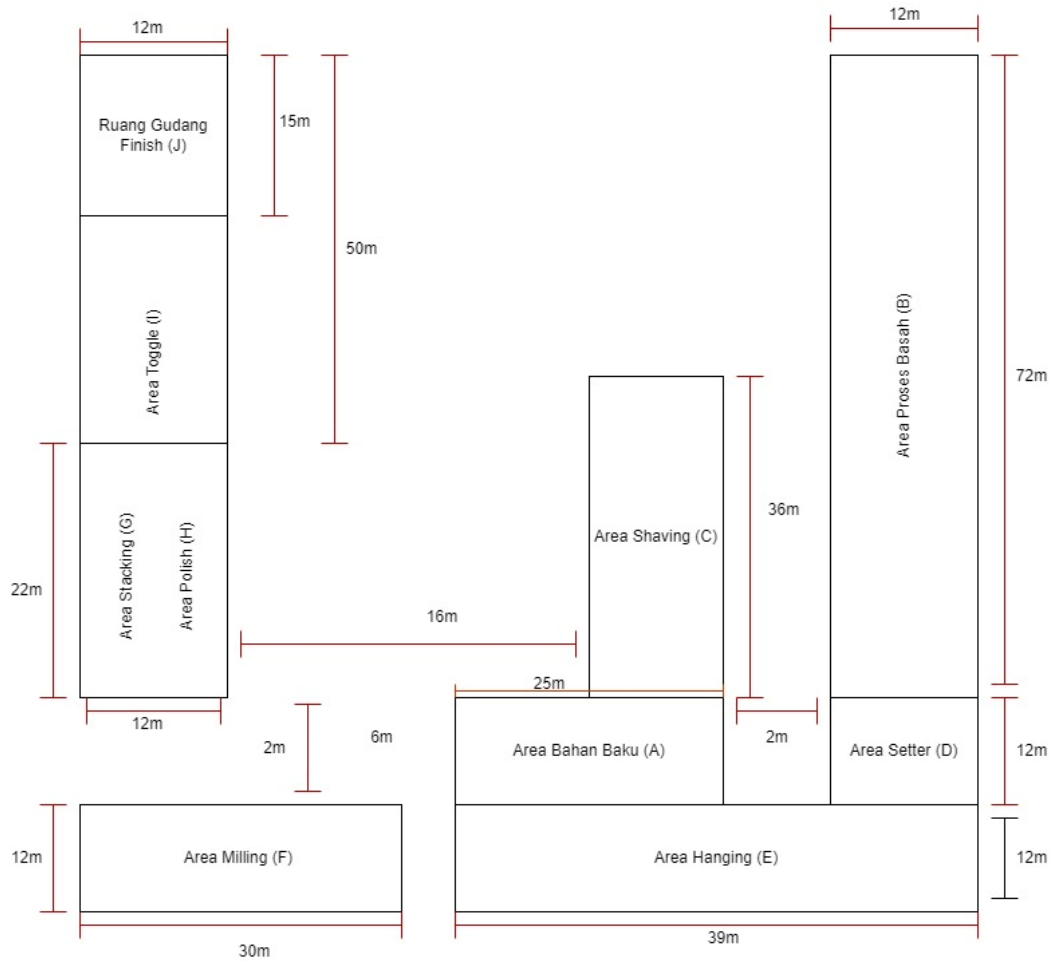 12m
12m
Ruang Gudang
Finish (J)
15m
50m
Area Toggle (I)
Area Proses Basah (B)
72m
36m
Area Shaving (C)
Area Stacking (G)
Area Polish (H)
22m
16m
25m
12m
2m
6m
Area Bahan Baku (A)
2m
Area Setter (D)
12m
12m
Area Milling (F)
Area Hanging (E)
12m
30m
39m